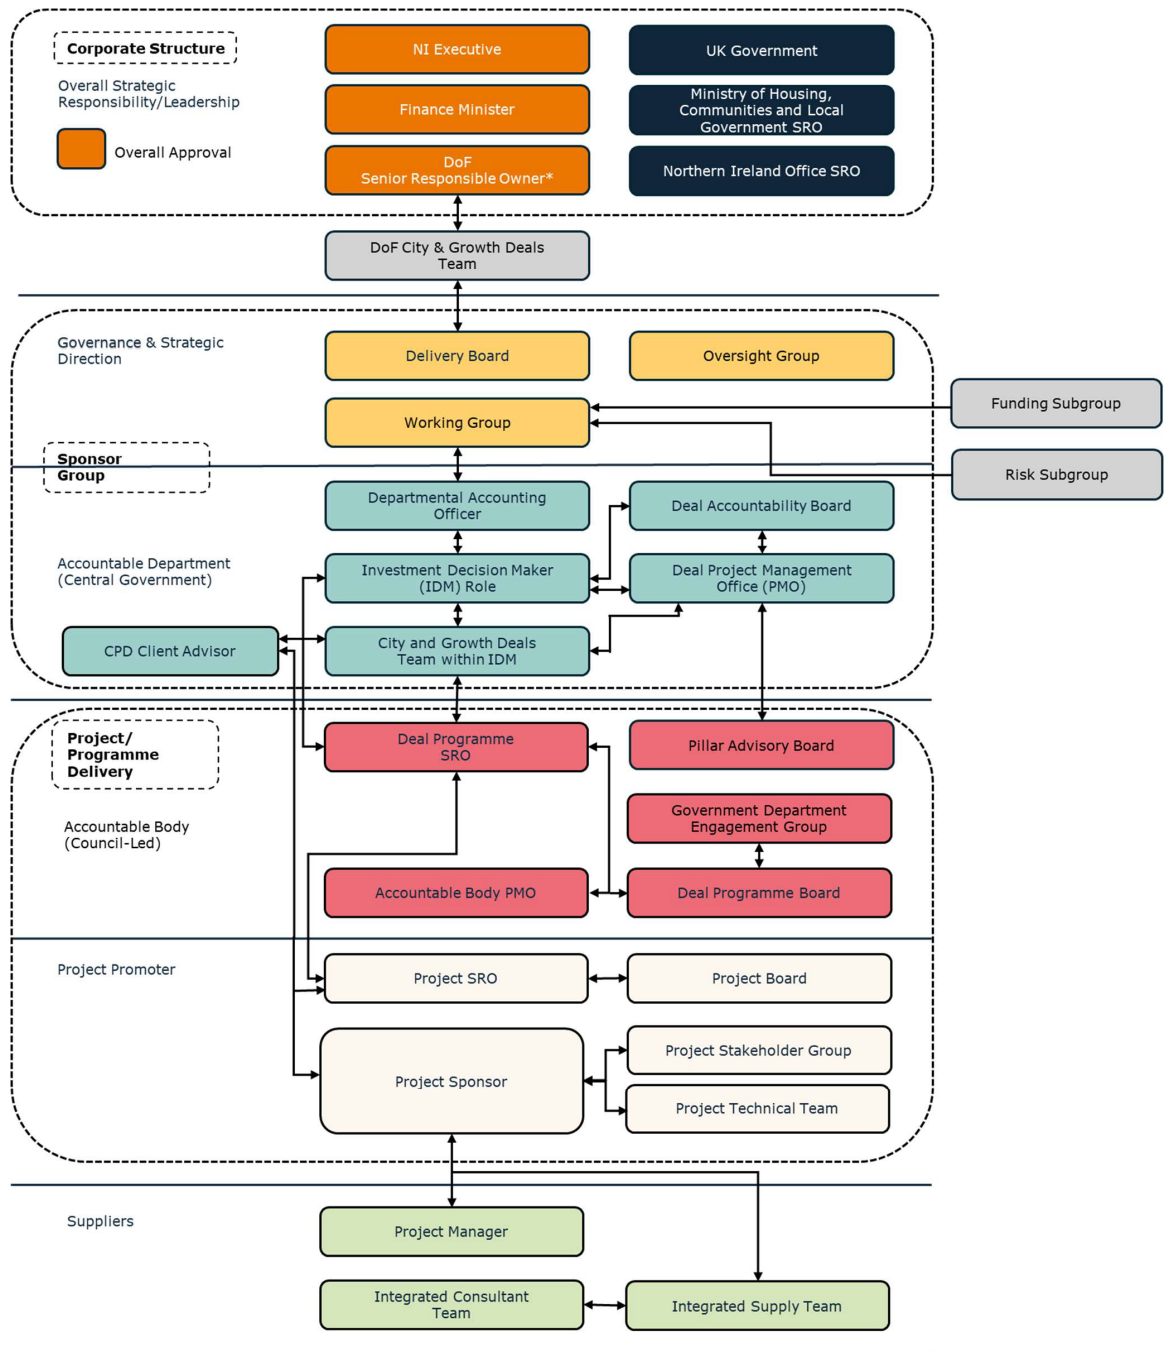 Corporate Structure
Overall Strategic
Responsibility/Leadership
Overall Approval
NI Executive
UK Government
Finance Minister
Ministry of Housing,
Communities and Local
Government SRO
DoF
Senior Responsible Owner*
Northern Ireland Office SRO
DoF City & Growth Deals
Team
Governance & Strategic
Direction
Delivery Board
Oversight Group
Working Group
Funding Subgroup
Risk Subgroup
Sponsor
Group
Departmental Accounting
Officer
Deal Accountability Board
Accountable Department
(Central Government)
Investment Decision Maker
(IDM) Role
Deal Project Management
Office (PMO)
CPD Client Advisor
City and Growth Deals
Team within IDM
Project/
Programme
Delivery
Deal Programme
SRO
Pillar Advisory Board
Accountable Body
(Council-Led)
Government Department
Engagement Group
Accountable Body PMO
Deal Programme Board
Project Promoter
Project SRO
Project Board
Project Sponsor
Project Stakeholder Group
Project Technical Team
Suppliers
Project Manager
Integrated Consultant
Team
Integrated Supply Team